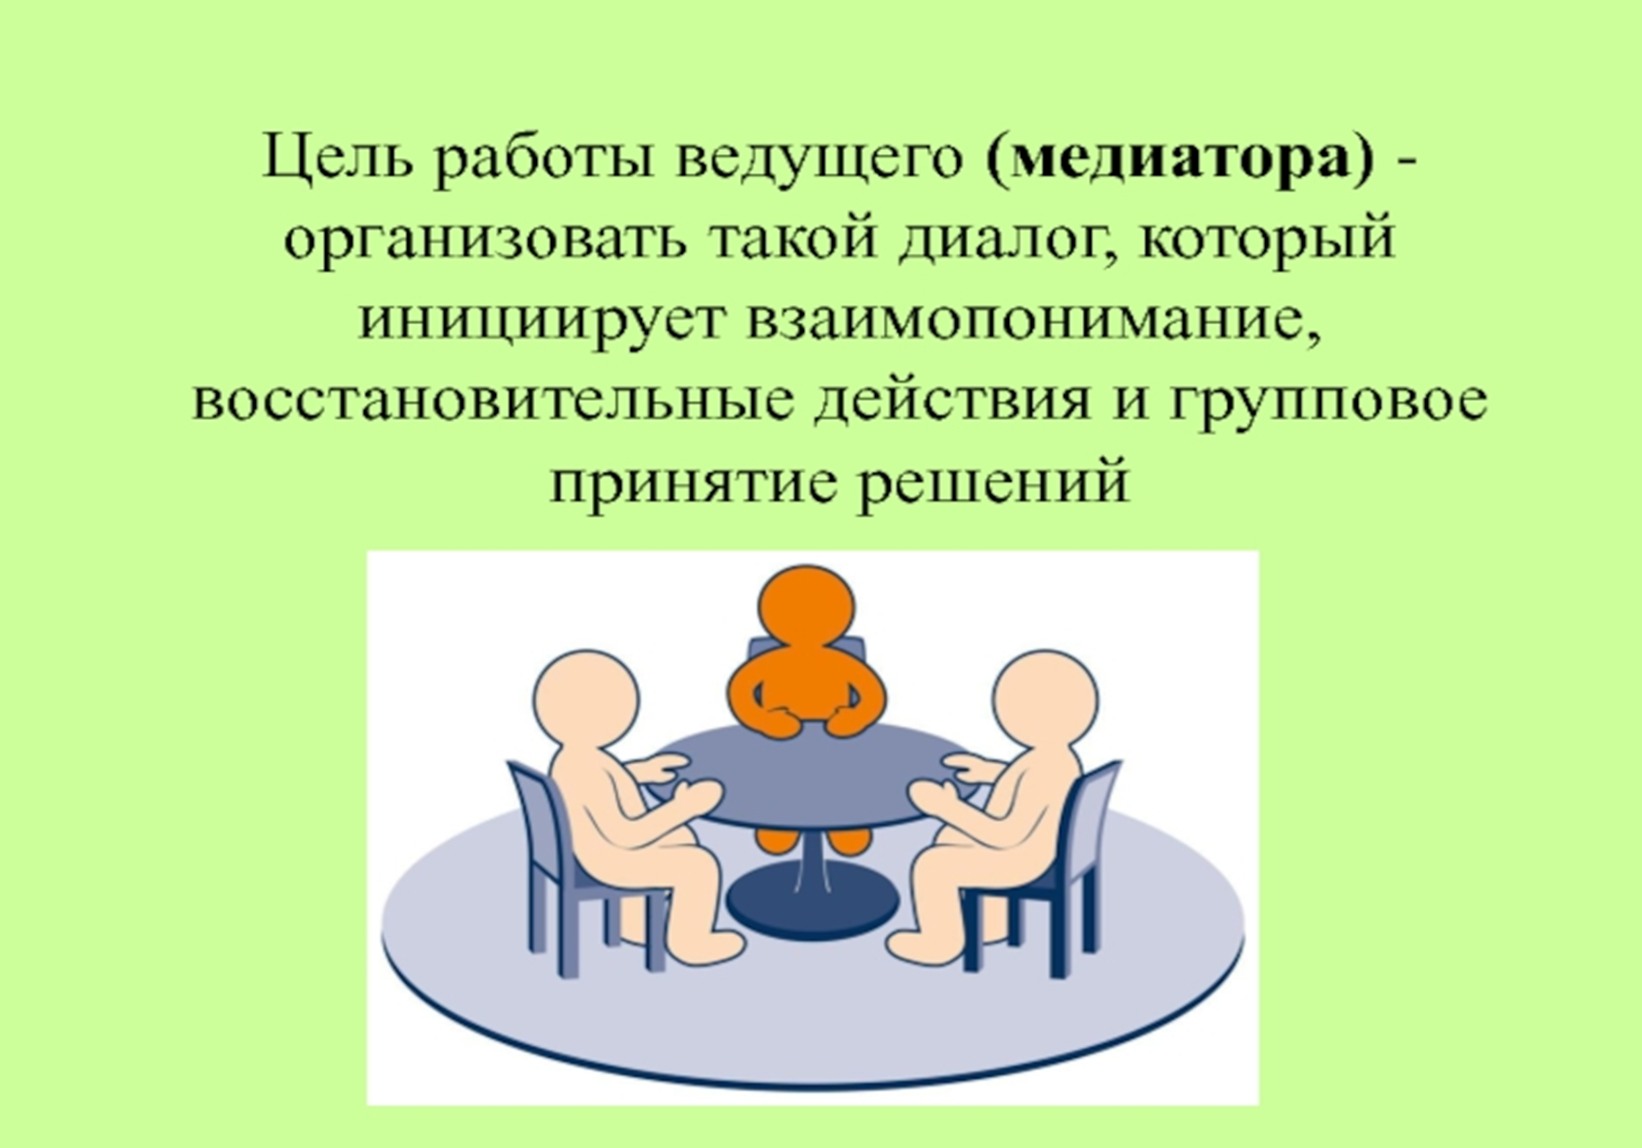 Цель работы ведущего (медиатора) -
организовать такой диалог, который
инициирует взаимопонимание,
восстановительные действия и групповое
принятие решений